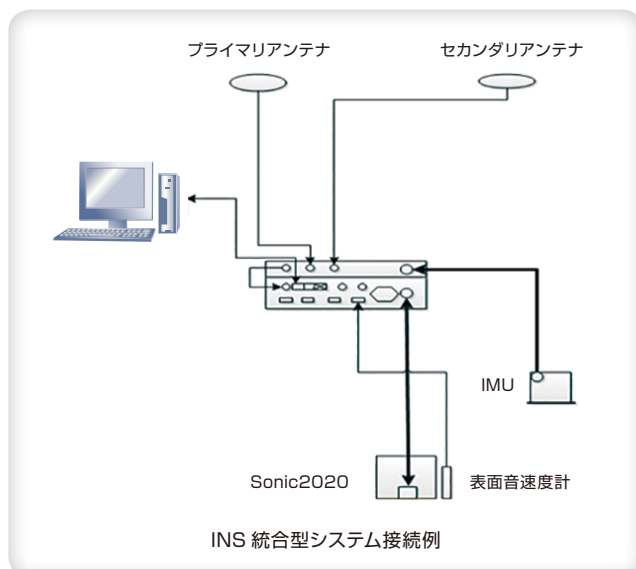 プライマリアンテナ
セカンダリアンテナ
IMU
Sonic2020
表面音速度計
INS 統合型システム接続例